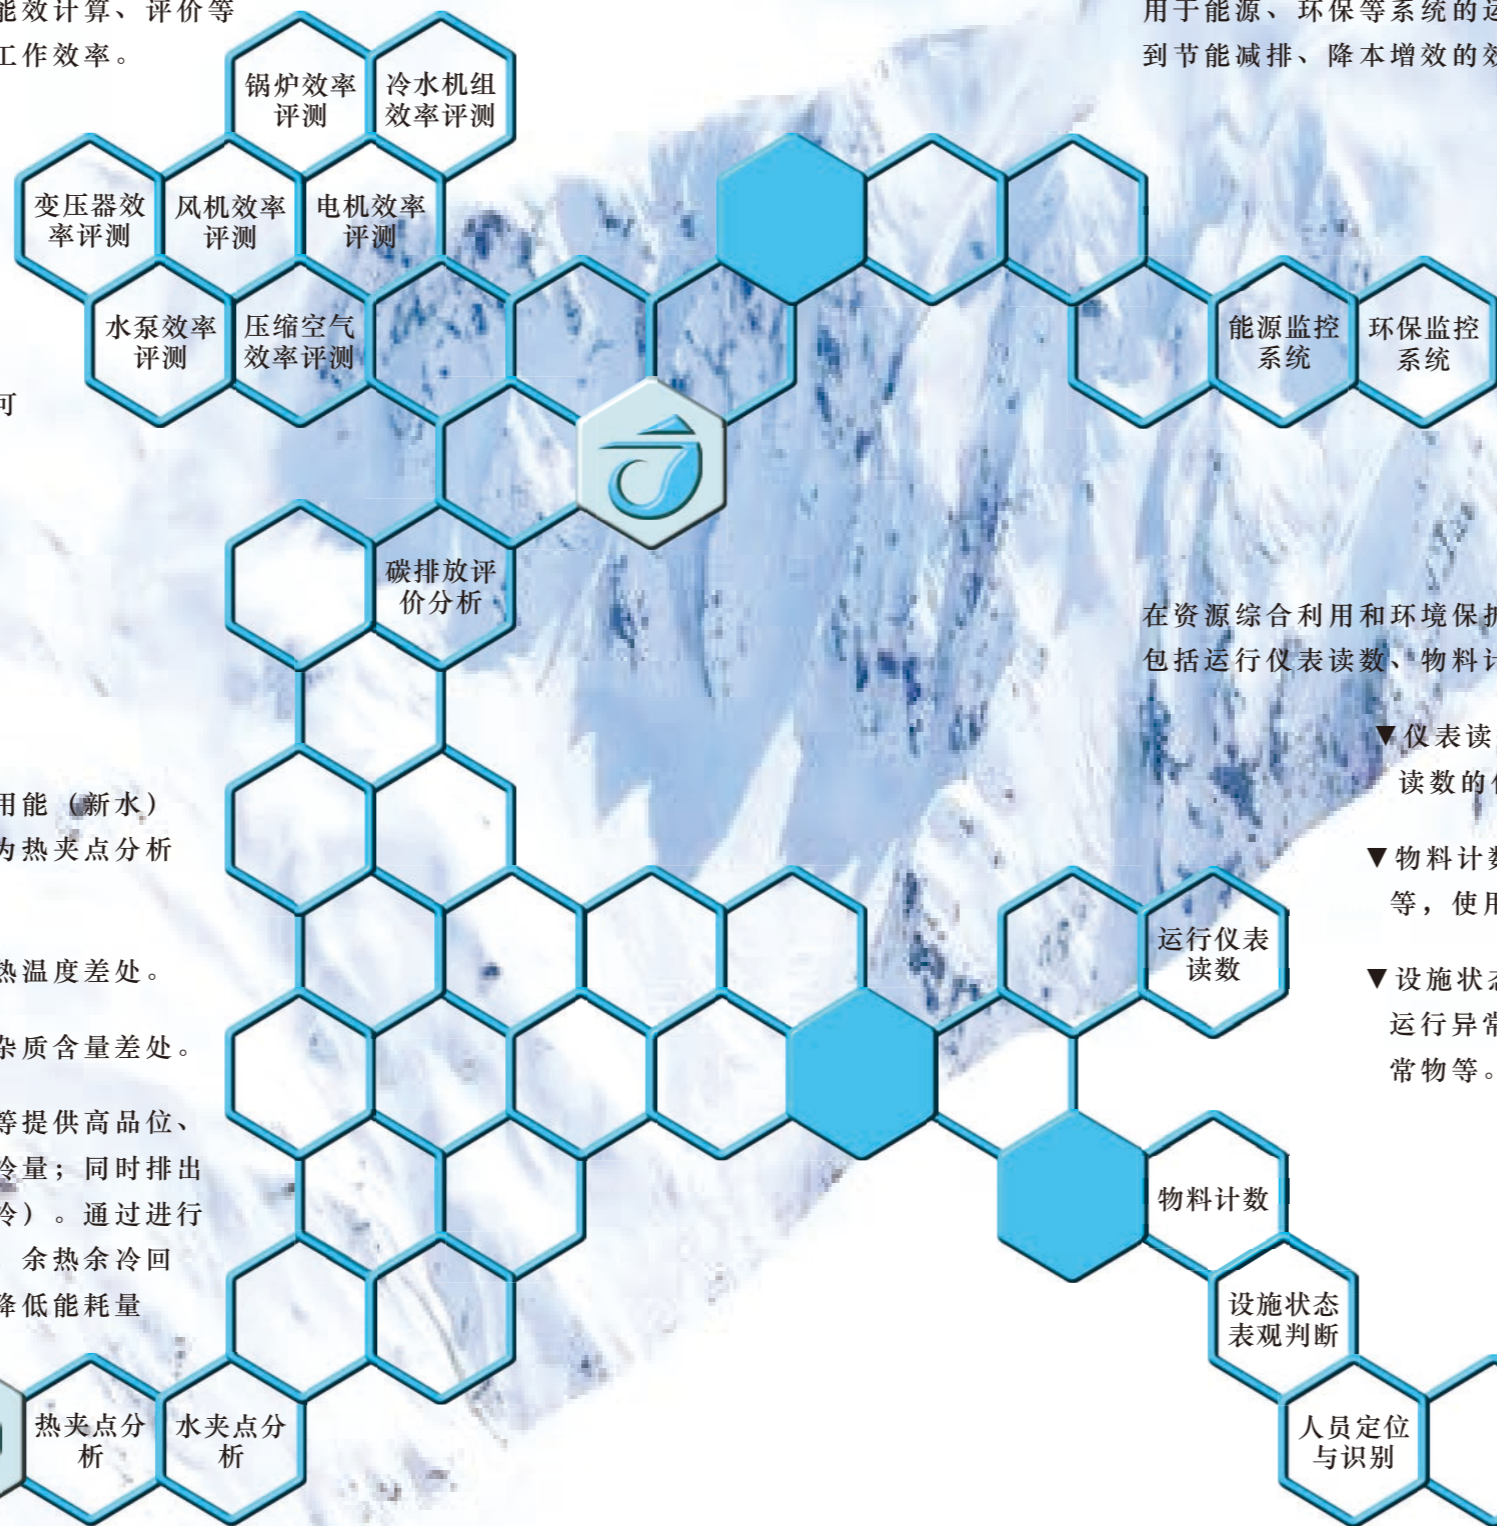 能效计算、评价等
工作效率。
用于能源、环保等系统的运
到节能减排、降本增效的效
锅炉效率
评测
冷水机组
效率评测
变压器效
率评测
风机效率
评测
电机效率
评测
水泵效率
评测
压缩空气
效率评测
能源监控
系统
环保监控
系统
可
碳排放评
价分析
在资源综合利用和环境保护
包括运行仪表读数、物料计
▼仪表读
读数的
用能（新水）
为热夹点分析
▼物料计数
等，使用
热温度差处。
运行仪表
读数
▼设施状态
运行异常
常物等。
杂质含量差处。
等提供高品位、
冷量；同时排出
冷）。通过进行
余热余冷回
降低能耗量
物料计数
设施状态
表观判断
热夹点分
析
水夹点分
析
人员定位
与识别